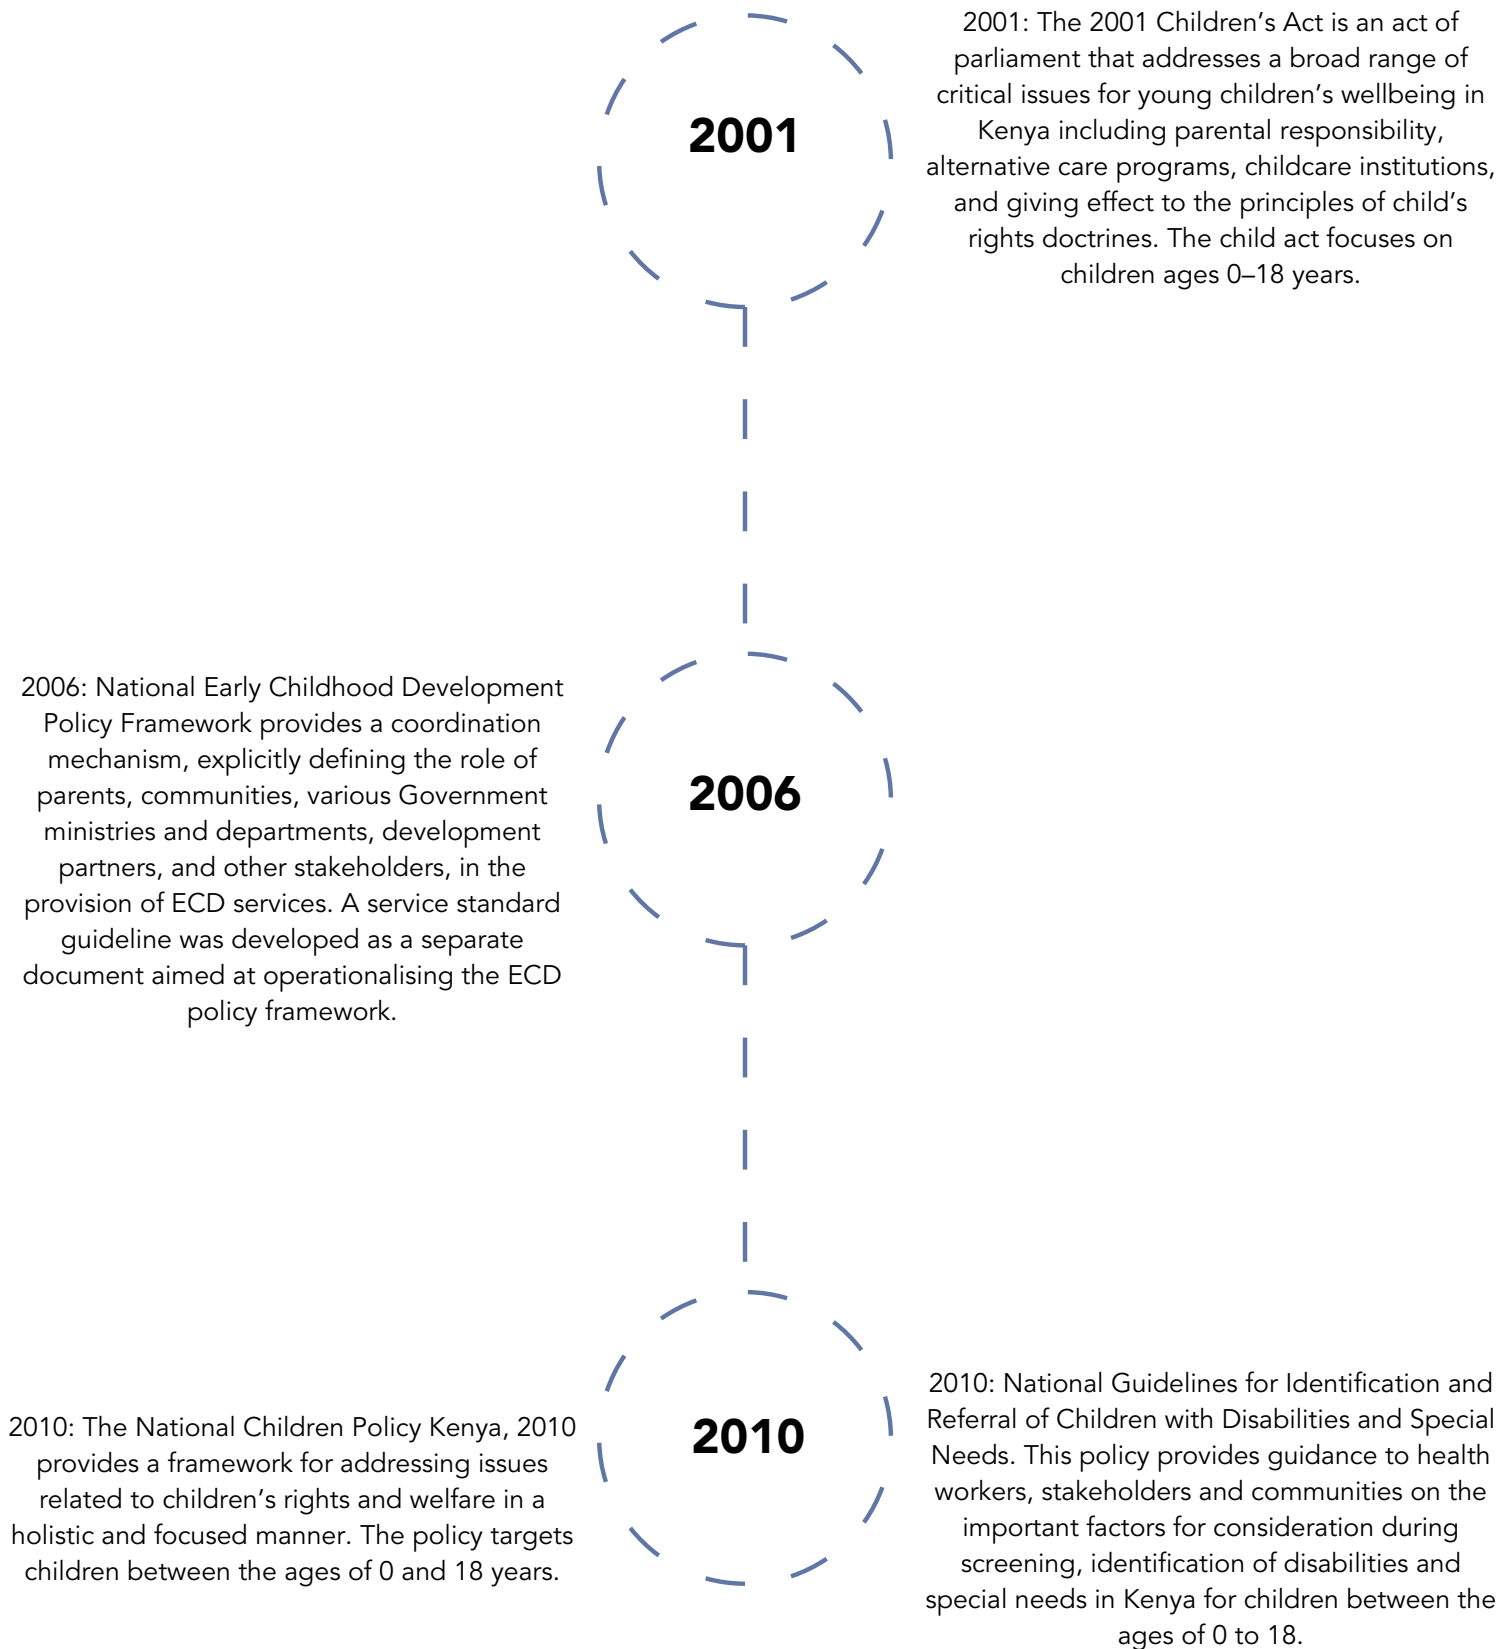 2001
2001: The 2001 Children’s Act is an act of
parliament that addresses a broad range of
critical issues for young children’s wellbeing in
Kenya including parental responsibility,
alternative care programs, childcare institutions,
and giving effect to the principles of child’s
rights doctrines. The child act focuses on
children ages 0–18 years.
2006: National Early Childhood Development
Policy Framework provides a coordination
mechanism, explicitly defining the role of
parents, communities, various Government
ministries and departments, development
partners, and other stakeholders, in the
provision of ECD services. A service standard
guideline was developed as a separate
document aimed at operationalising the ECD
policy framework.
2006
2010: The National Children Policy Kenya, 2010
provides a framework for addressing issues
related to children’s rights and welfare in a
holistic and focused manner. The policy targets
children between the ages of 0 and 18 years.
2010
2010: National Guidelines for Identification and
Referral of Children with Disabilities and Special
Needs. This policy provides guidance to health
workers, stakeholders and communities on the
important factors for consideration during
screening, identification of disabilities and
special needs in Kenya for children between the
ages of 0 to 18.